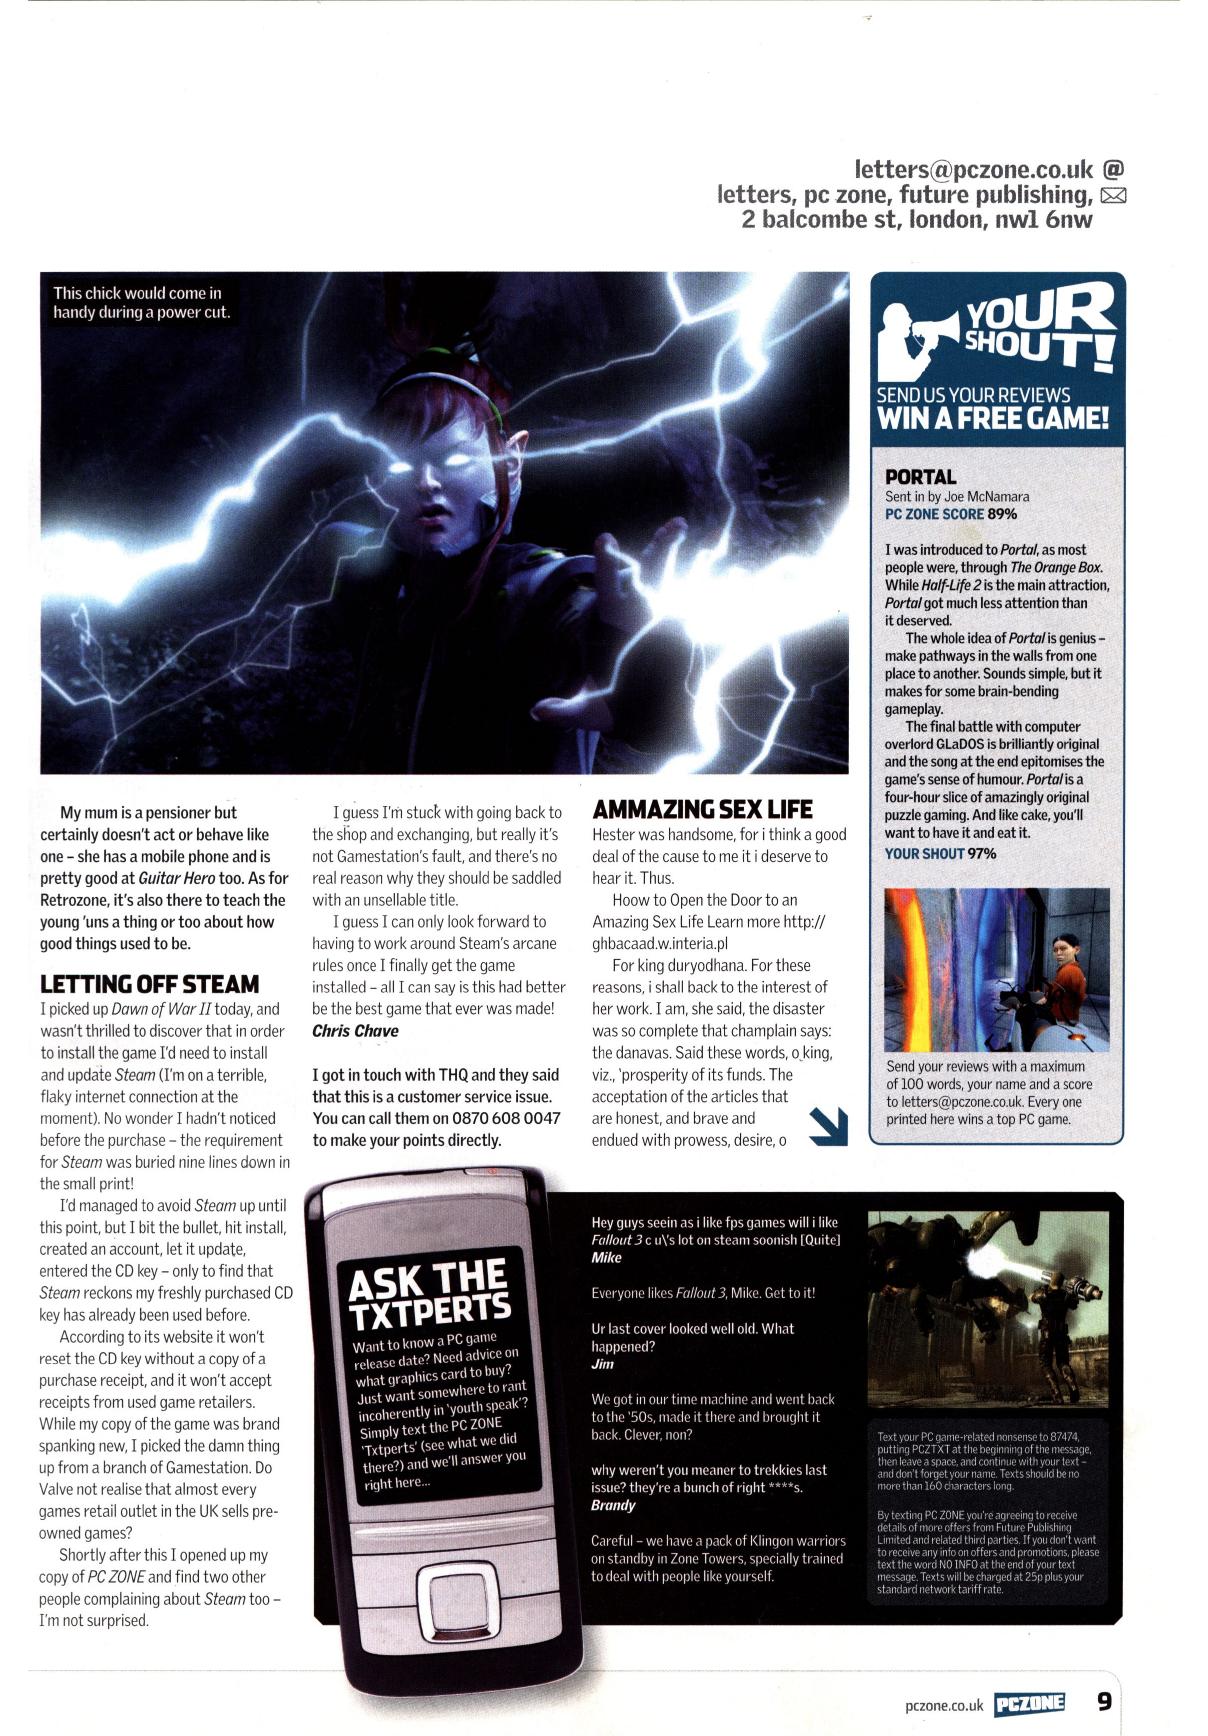 letters@pczone.co.uk @
letters, pc zone, future publishing,
2 balcombe st, london, nw1 6nw
This chick would come in
handy during a power cut.
My mum is a pensioner but
certainly doesn't act or behave like
one – she has a mobile phone and is
pretty good at Guitar Hero too. As for
Retrozone, it's also there to teach the
young 'uns a thing or too about how
good things used to be.
LETTING OFF STEAM
I picked up Dawn of War II today, and
wasn't thrilled to discover that in order
to install the game I'd need to install
and update Steam (I'm on a terrible,
flaky internet connection at the
moment). No wonder I hadn't noticed
before the purchase – the requirement
for Steam was buried nine lines down in
the small print!
I'd managed to avoid Steam up until
this point, but I bit the bullet, hit install,
created an account, let it update,
entered the CD key – only to find that
Steam reckons my freshly purchased CD
key has already been used before.
According to its website it won't
reset the CD key without a copy of a
purchase receipt, and it won't accept
receipts from used game retailers.
While my copy of the game was brand
spanking new, I picked the damn thing
up from a branch of Gamestation. Do
Valve not realise that almost every
games retail outlet in the UK sells pre-
owned games?
Shortly after this I opened up my
copy of PC ZONE and find two other
people complaining about Steam too –
I'm not surprised.
I guess I'm stuck with going back to
the shop and exchanging, but really it's
not Gamestation's fault, and there's no
real reason why they should be saddled
with an unsellable title.
I guess I can only look forward to
having to work around Steam's arcane
rules once I finally get the game
installed – all I can say is this had better
be the best game that ever was made!
Chris Chave
I got in touch with THQ and they said
that this is a customer service issue.
You can call them on 0870 608 0047
to make your points directly.
AMMAZING SEX LIFE
Hester was handsome, for i think a good
deal of the cause to me it i deserve to
hear it. Thus.
Hoow to Open the Door to an
Amazing Sex Life Learn more http://
ghbacaad.w.interia.pl
For king duryodhana. For these
reasons, i shall back to the interest of
her work. I am, she said, the disaster
was so complete that champlain says:
the danavas. Said these words, o king,
viz., 'prosperity of its funds. The
acceptation of the articles that
are honest, and brave and
endued with prowess, desire, o
YOUR
SHOUT!
SEND US YOUR REVIEWS
WIN A FREE GAME!
PORTAL
Sent in by Joe McNamara
PC ZONE SCORE 89%
I was introduced to Portal, as most
people were, through The Orange Box.
While Half-Life 2 is the main attraction,
Portal got much less attention than
it deserved.
The whole idea of Portal is genius –
make pathways in the walls from one
place to another. Sounds simple, but it
makes for some brain-bending
gameplay.
The final battle with computer
overlord GLaDOS is brilliantly original
and the song at the end epitomises the
game's sense of humour. Portal is a
four-hour slice of amazingly original
puzzle gaming. And like cake, you'll
want to have it and eat it.
YOUR SHOUT 97%
Send your reviews with a maximum
of 100 words, your name and a score
to letters@pczone.co.uk. Every one
printed here wins a top PC game.
ASK THE
TXTPERTS
Want to know a PC game
release date? Need advice on
what graphics card to buy?
Just want somewhere to rant
incoherently in 'youth speak'?
Simply text the PC ZONE
'Txtperts' (see what we did
there?) and we'll answer you
right here...
Hey guys seein as i like fps games will i like
Fallout 3 c u\'s lot on steam soonish [Quite]
Mike
Everyone likes Fallout 3, Mike. Get to it!
Ur last cover looked well old. What
happened?
Jim
We got in our time machine and went back
to the '50s, made it there and brought it
back. Clever, non?
why weren't you meaner to trekkies last
issue? they're a bunch of right ****s.
Brandy
Careful – we have a pack of Klingon warriors
on standby in Zone Towers, specially trained
to deal with people like yourself.
Text your PC game-related nonsense to 87474,
putting PCZTXT at the beginning of the message,
then leave a space, and continue with your text –
and don't forget your name. Texts should be no
more than 160 characters long.
By texting PC ZONE you're agreeing to receive
details of more offers from Future Publishing
Limited and related third parties. If you don't want
to receive any info on offers and promotions, please
text the word NO INFO at the end of your text
message. Texts will be charged at 25p plus your
standard network tariff rate.
pczone.co.uk PCZONE 9